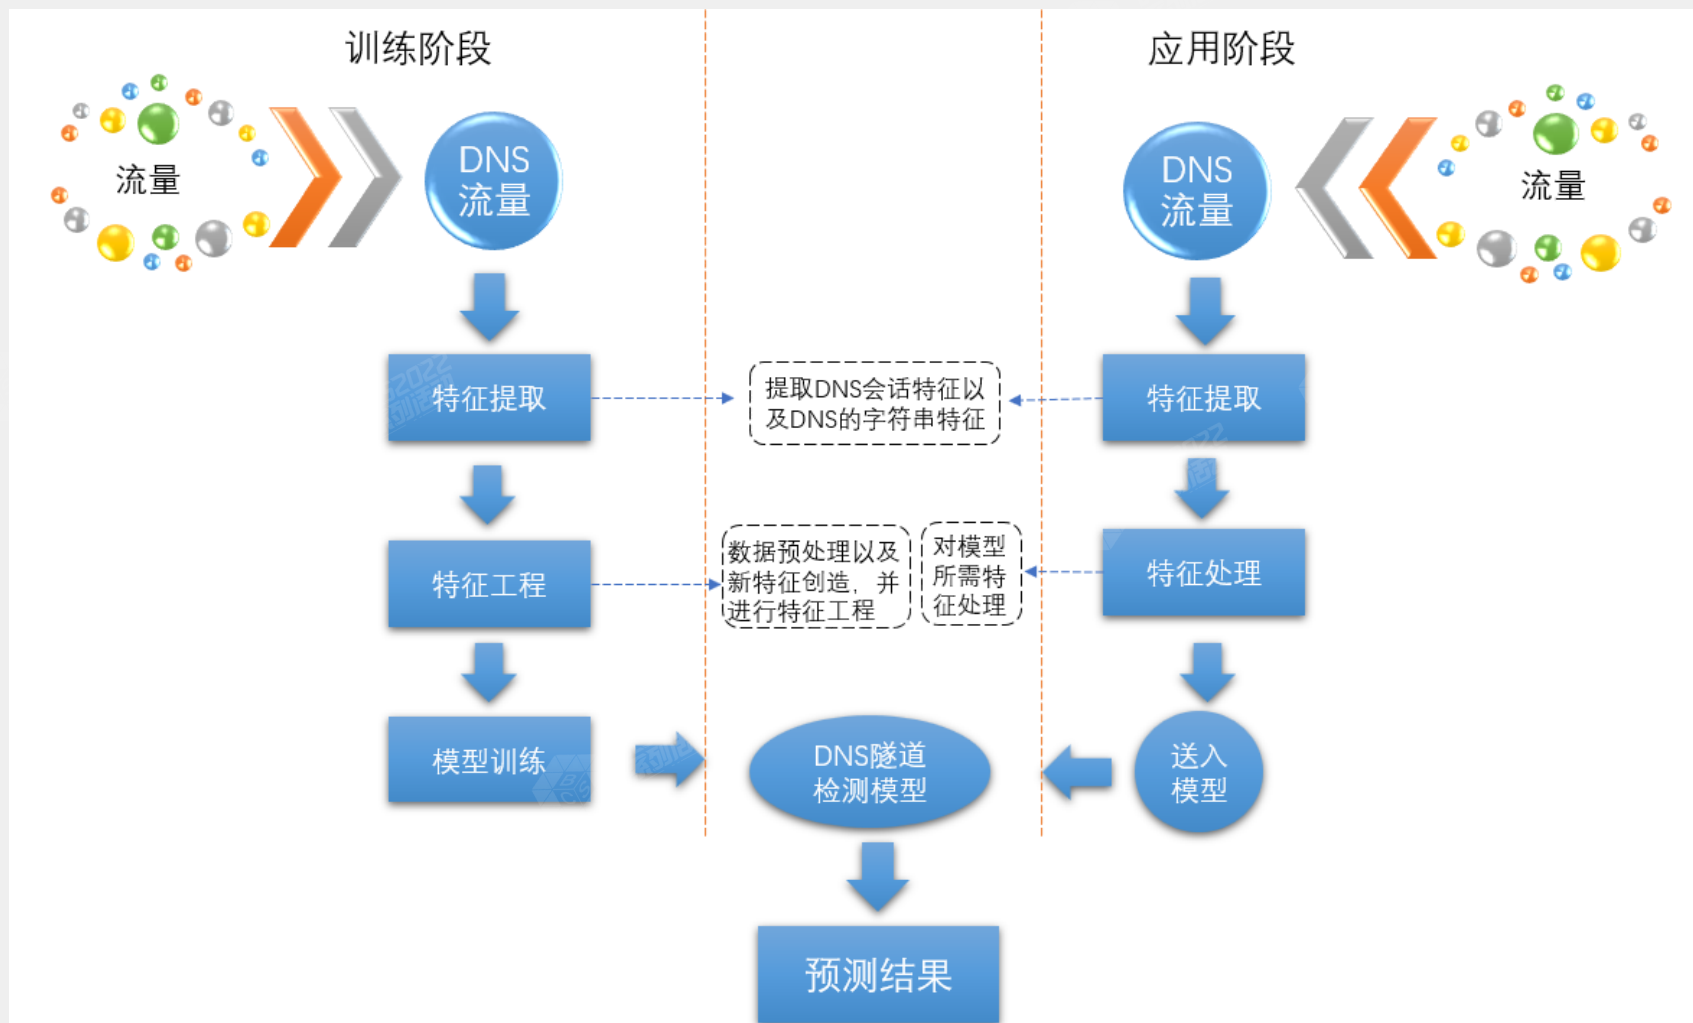 训练阶段
应用阶段
流量
DNS
流量
DNS
流量
流量
特征提取
提取DNS会话特征以
及DNS的字符串特征
特征提取
特征工程
数据预处理以及
新特征创造，并
进行特征工程
对模型
所需特
征处理
特征处理
模型训练
DNS隧道
检测模型
送入
模型
预测结果